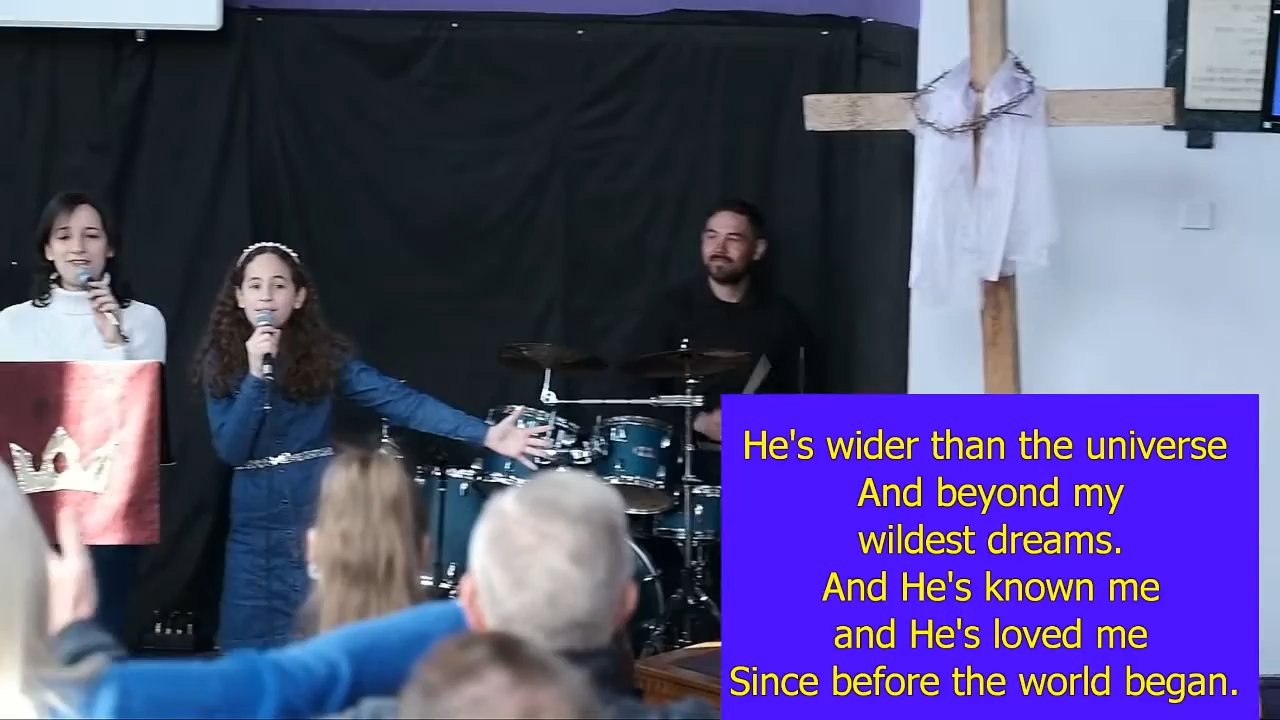 He's wider than the universe
And beyond my
wildest dreams.
And He's known me
and He's loved me
Since before the world began.